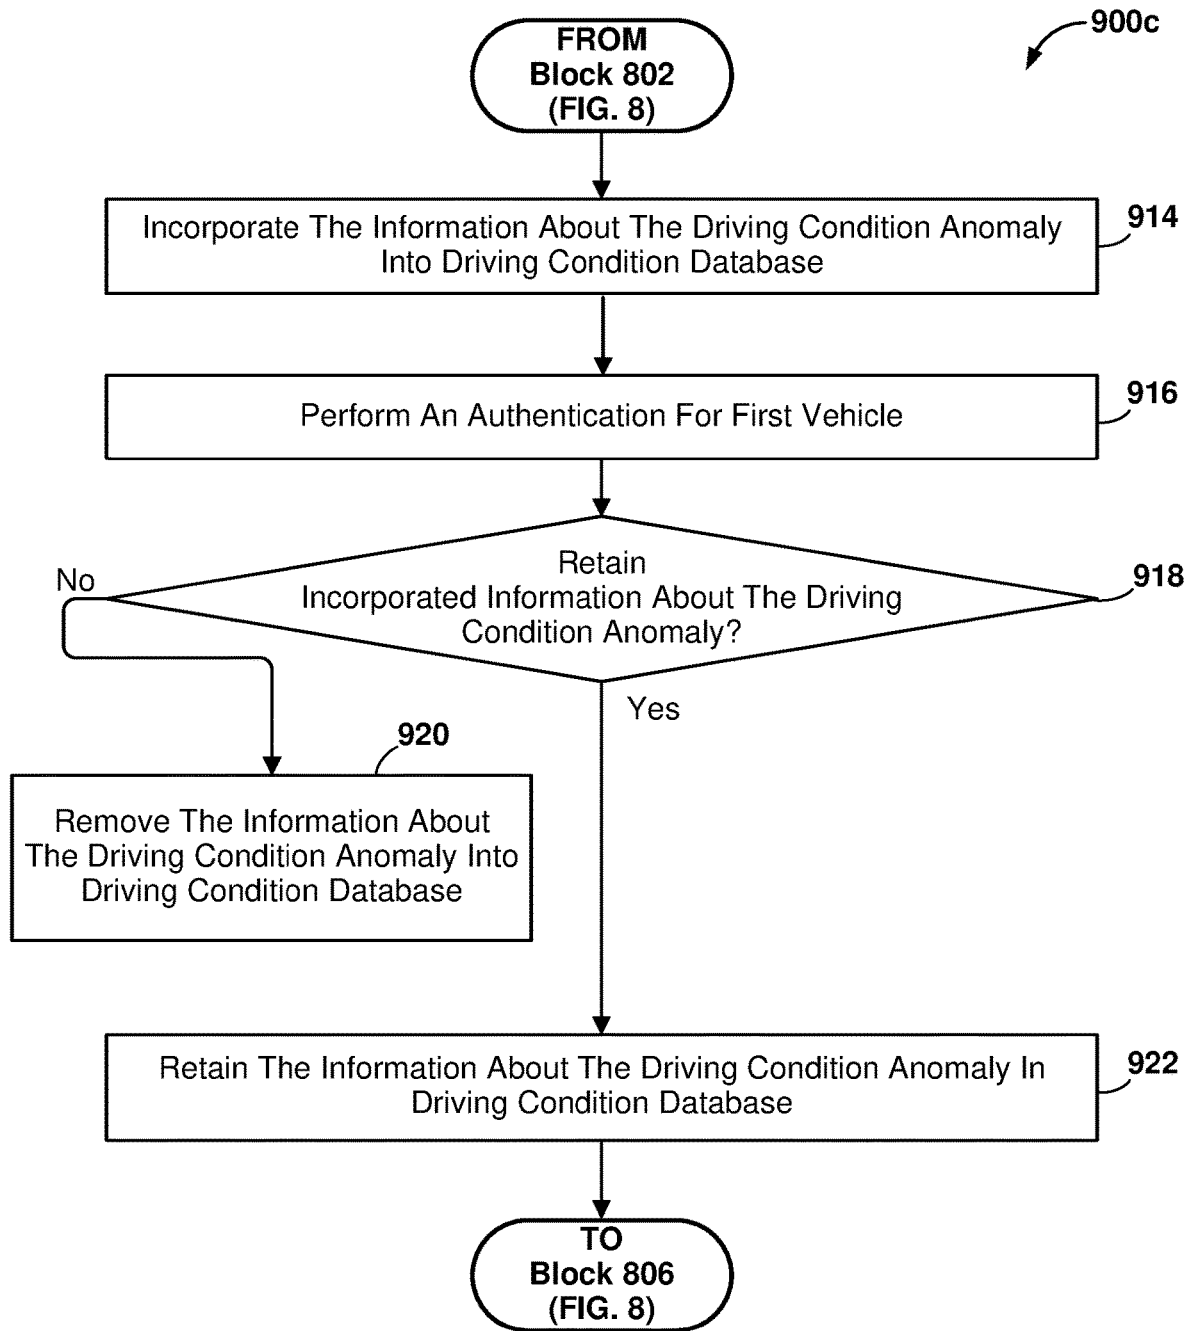 900c
FROM
Block 802
(FIG. 8)
Incorporate The Information About The Driving Condition Anomaly
Into Driving Condition Database
914
Perform An Authentication For First Vehicle
916
Retain
Incorporated Information About The Driving
Condition Anomaly?
918
No
Yes
920
Remove The Information About
The Driving Condition Anomaly Into
Driving Condition Database
Retain The Information About The Driving Condition Anomaly In
Driving Condition Database
922
TO
Block 806
(FIG. 8)